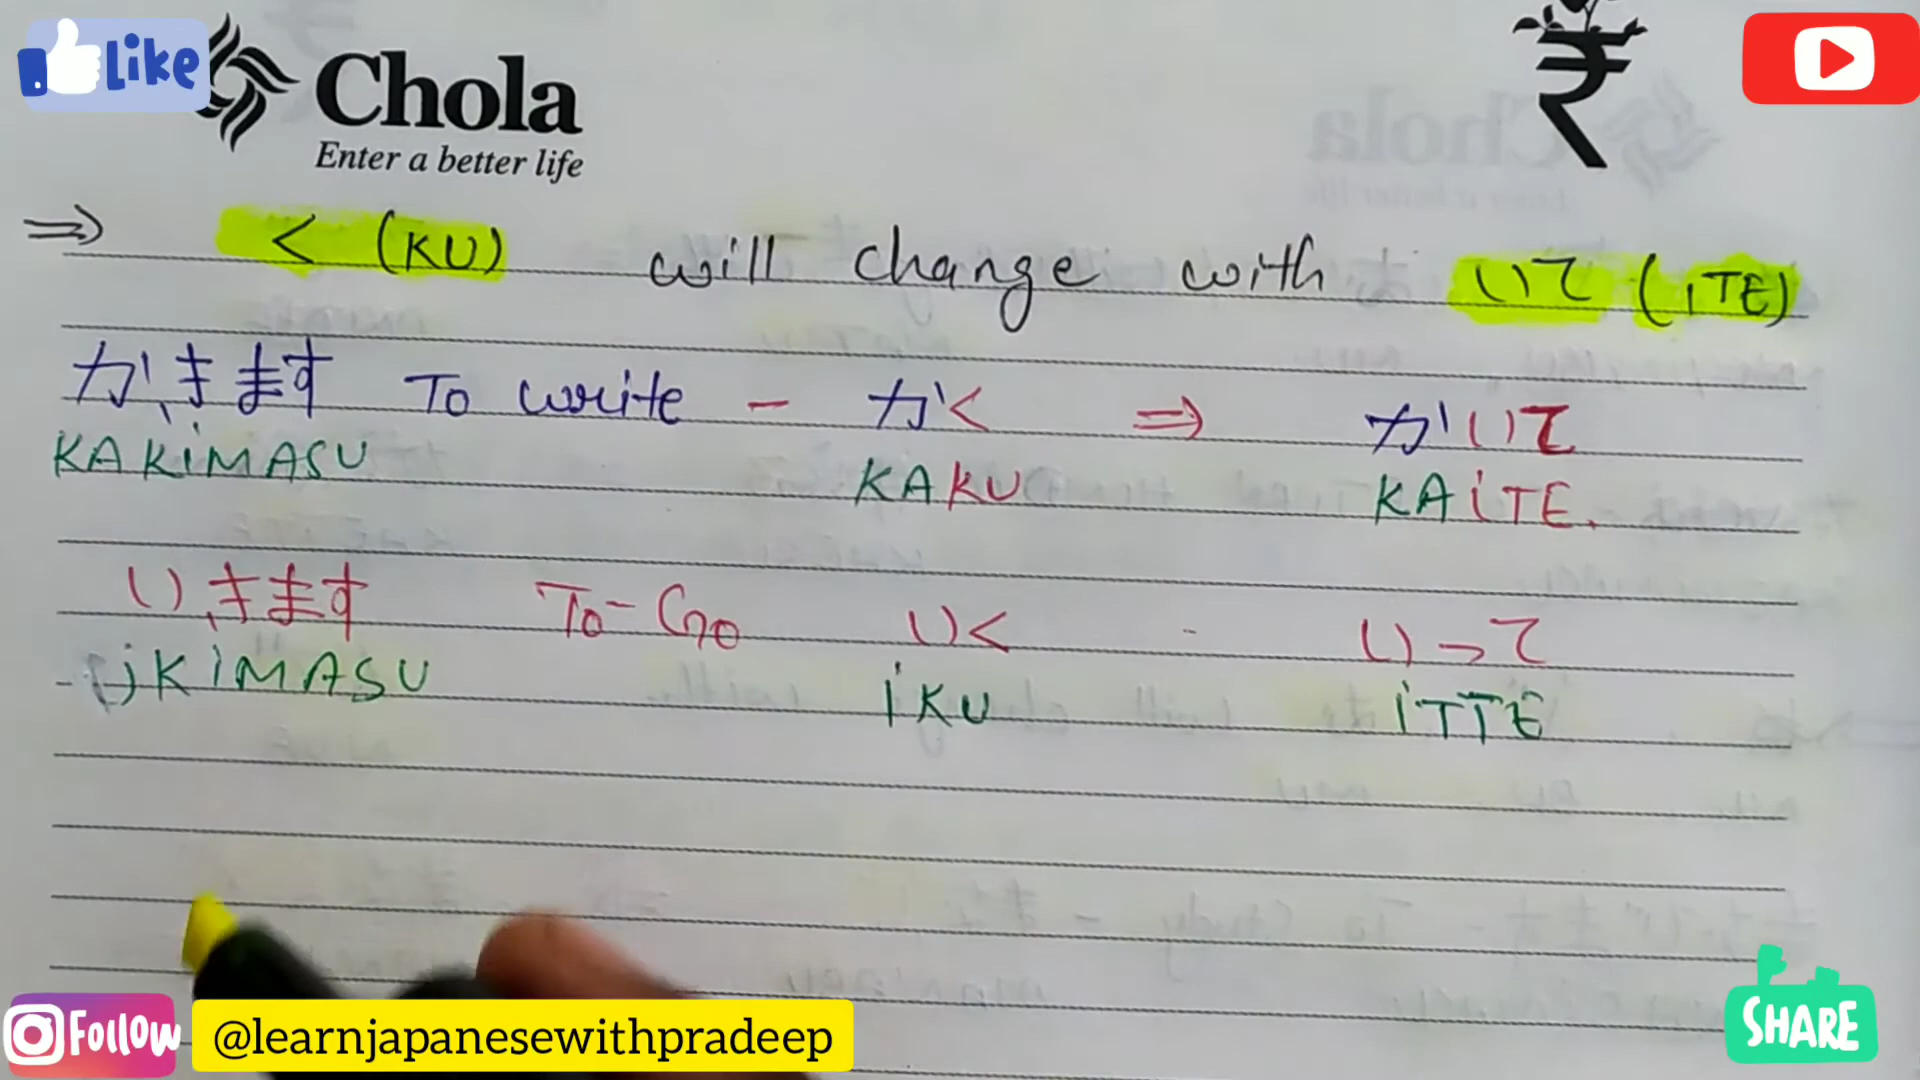 Like
Chola
Enter a better life
₹
⇒ く (KU) will change with いて (iTE)
かきます To write - かく ⇒ かいて
KAKiMASU KAKU KAiTE.
いきます To-Go いく いって
iKiMASU iKU iTTE
Follow @learnjapanesewithpradeep
SHARE